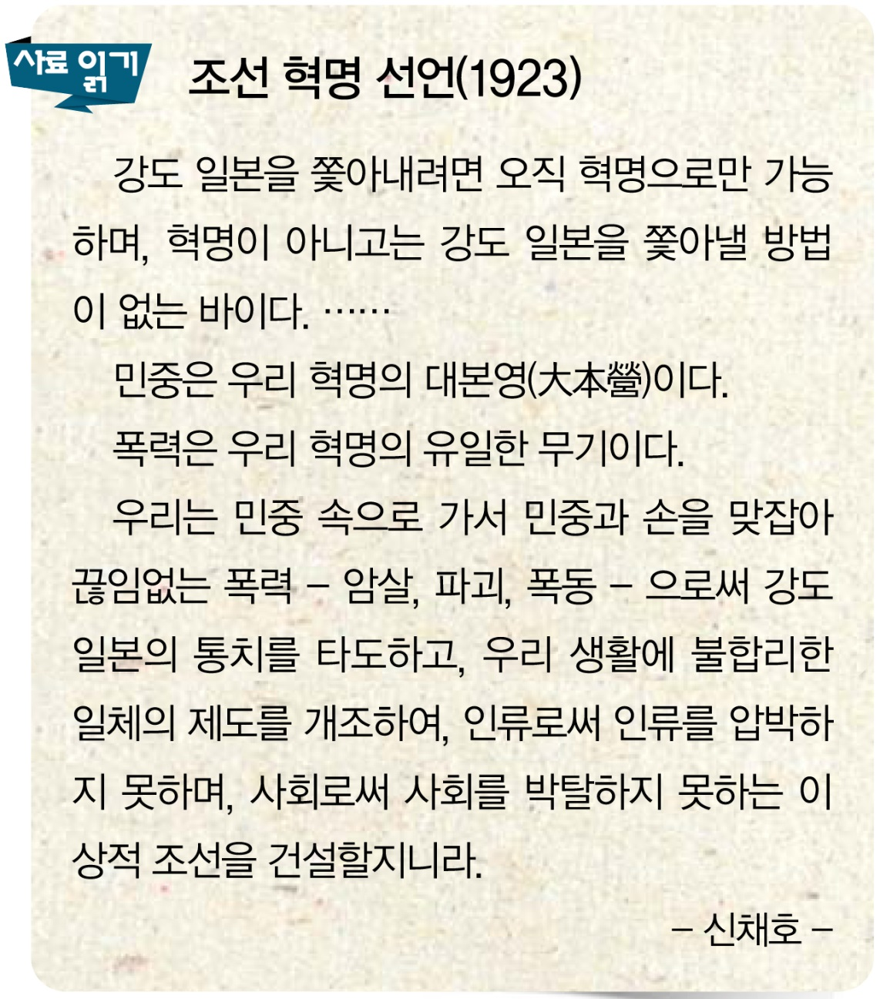 사료 읽기
조선 혁명 선언(1923)
강도 일본을 쫓아내려면 오직 혁명으로만 가능
하며, 혁명이 아니고는 강도 일본을 쫓아낼 방법
이 없는 바이다. ……
민중은 우리 혁명의 대본영(大本營)이다.
폭력은 우리 혁명의 유일한 무기이다.
우리는 민중 속으로 가서 민중과 손을 맞잡아
끊임없는 폭력 – 암살, 파괴, 폭동 – 으로써 강도
일본의 통치를 타도하고, 우리 생활에 불합리한
일체의 제도를 개조하여, 인류로써 인류를 압박하
지 못하며, 사회로써 사회를 박탈하지 못하는 이
상적 조선을 건설할지니라.
– 신채호 –